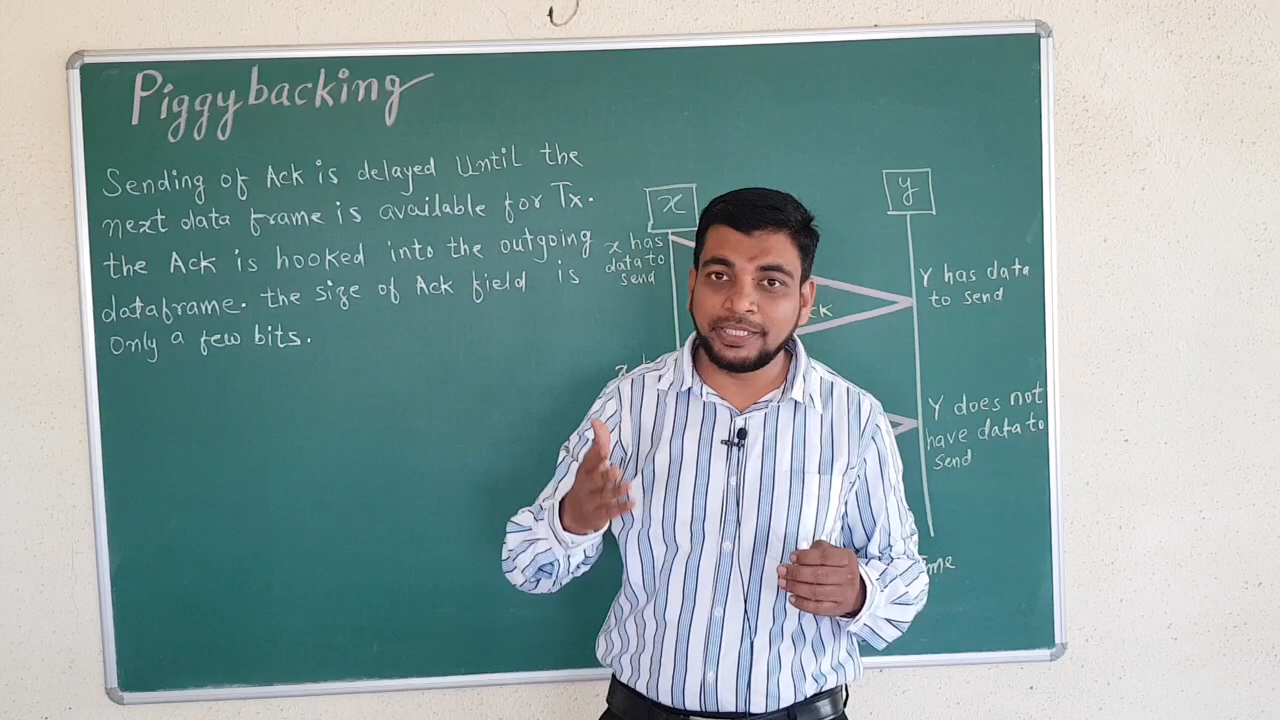 Piggybacking
Sending of Ack is delayed Until the
next data frame is available for Tx.
the Ack is hooked into the outgoing
dataframe. the size of Ack field is
Only a few bits.
x
y
x has
data to
send
Y has data
to send
Y does not
have data to
send